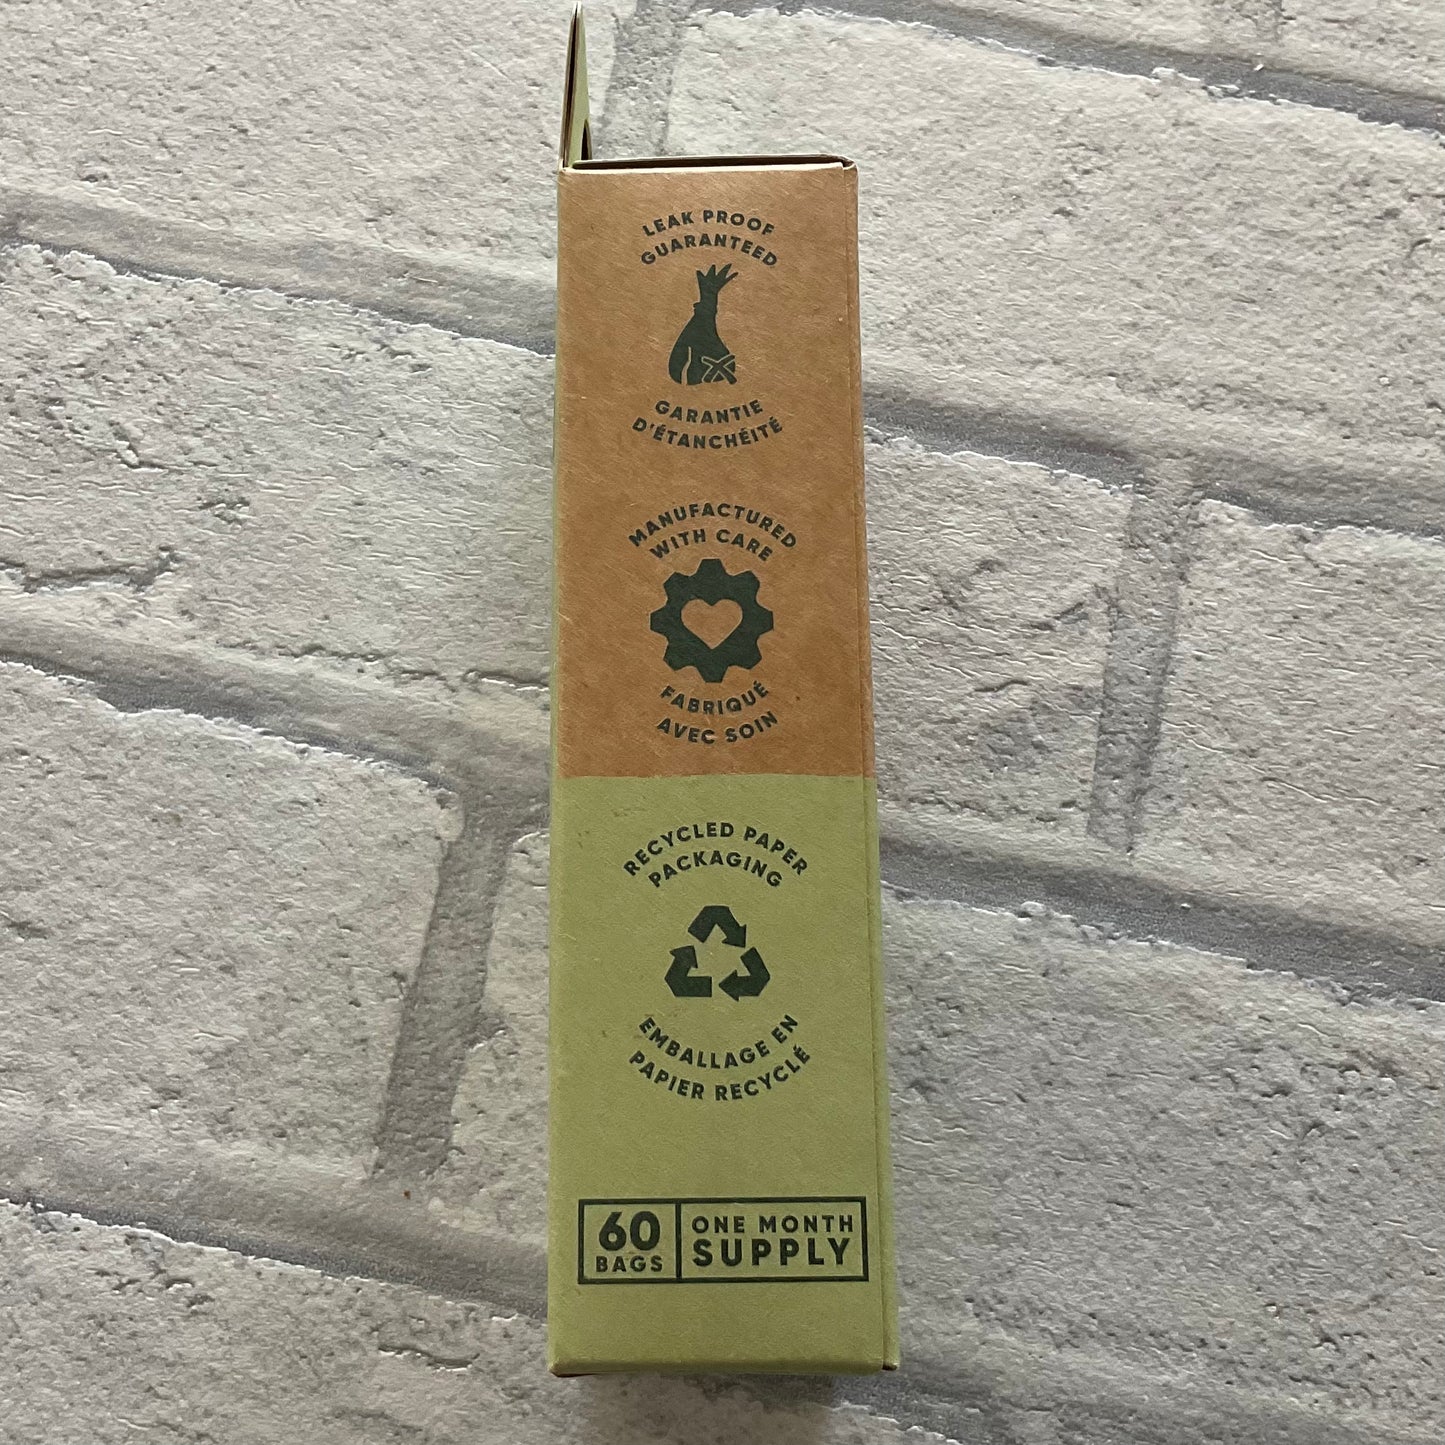 LEAK PROOF
GUARANTEED
GARANTIE
D'ÉTANCHÉITÉ
MANUFACTURED
WITH CARE
FABRIQUÉ
AVEC SOIN
RECYCLED PAPER
PACKAGING
EMBALLAGE EN
PAPIER RECYCLÉ
60
BAGS
ONE MONTH
SUPPLY